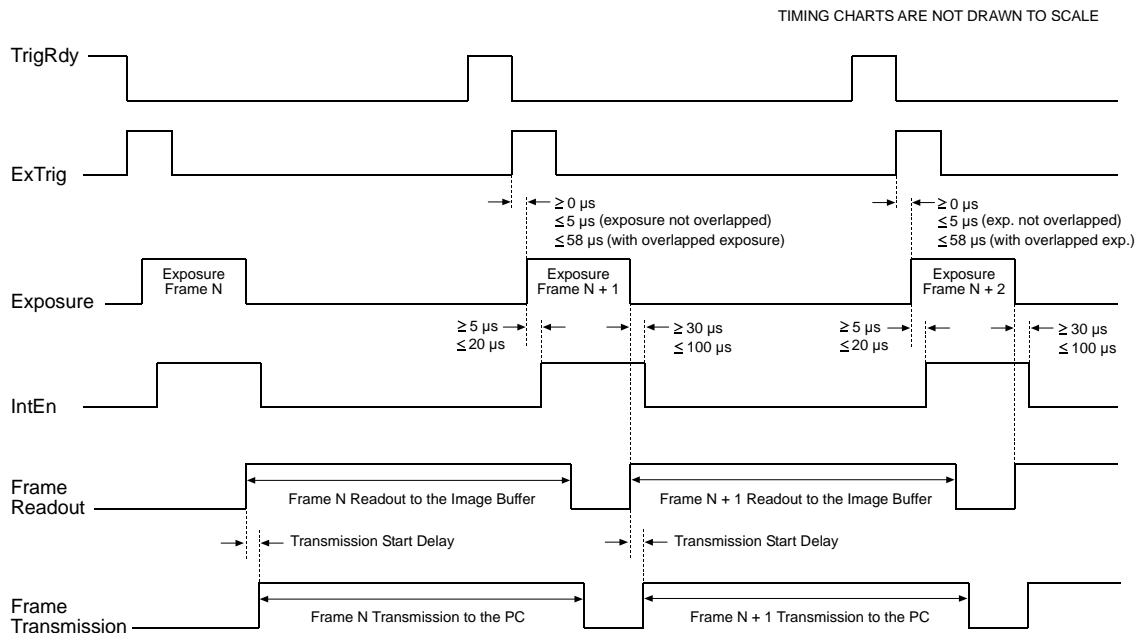 TIMING CHARTS ARE NOT DRAWN TO SCALE
TrigRdy
ExTrig
≥ 0 µs
≤ 5 µs (exposure not overlapped)
≤ 58 µs (with overlapped exposure)
≥ 0 µs
≤ 5 µs (exp. not overlapped)
≤ 58 µs (with overlapped exp.)
Exposure
Exposure
Frame N
Exposure
Frame N + 1
Exposure
Frame N + 2
≥ 5 µs
≤ 20 µs
≥ 30 µs
≤ 100 µs
≥ 5 µs
≤ 20 µs
≥ 30 µs
≤ 100 µs
IntEn
Frame
Readout
Frame N Readout to the Image Buffer
Frame N + 1 Readout to the Image Buffer
Transmission Start Delay
Transmission Start Delay
Frame
Transmission
Frame N Transmission to the PC
Frame N + 1 Transmission to the PC